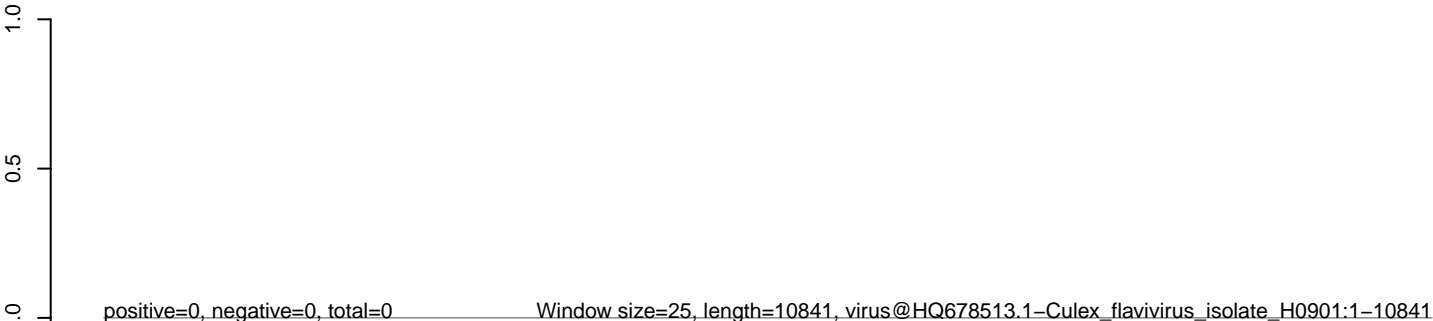 1.0
0.5
.0
positive=0, negative=0, total=0
Window size=25, length=10841, virus@HQ678513.1−Culex_flavivirus_isolate_H0901:1−10841